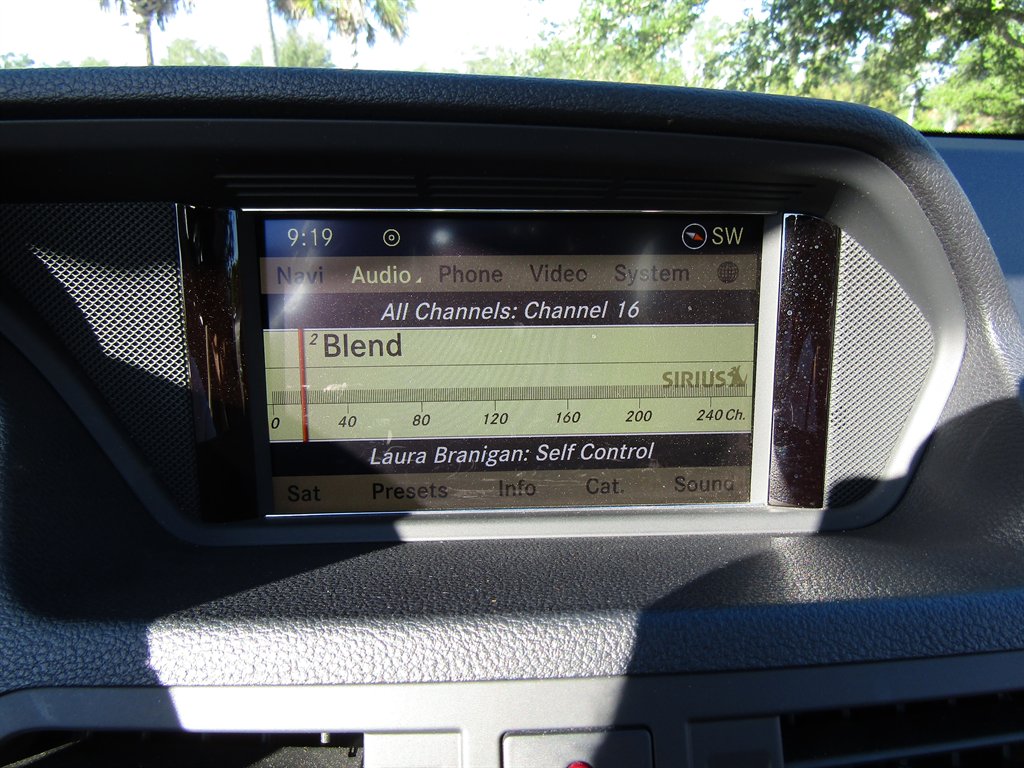 9:19 SW
Navi Audio Phone Video System
All Channels: Channel 16
2 Blend
SIRIUS
0 40 80 120 160 200 240 Ch.
Laura Branigan: Self Control
Sat Presets Info Cat. Sound